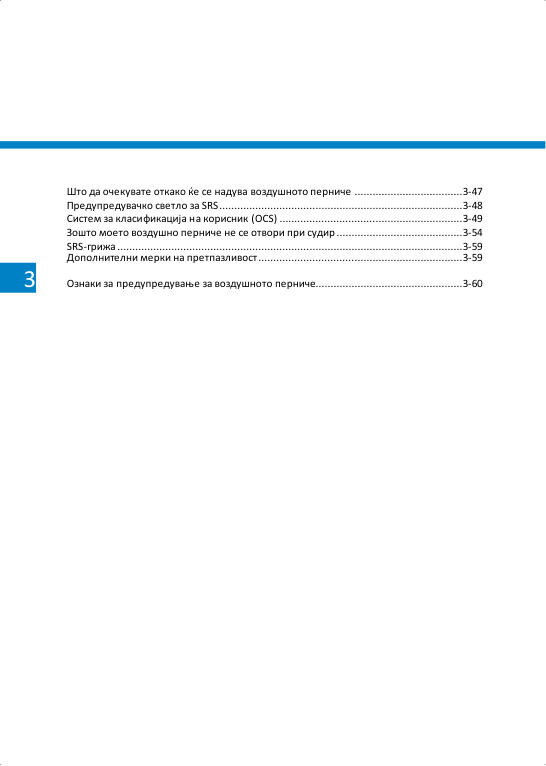 Што да очекувате откако ќе се надува воздушното перниче ....................................3-47
Предупредувачко светло за SRS.................................................................................3-48
Систем за класификација на корисник (OCS) .............................................................3-49
Зошто моето воздушно перниче не се отвори при судир ..........................................3-54
SRS-грижа ...................................................................................................................3-59
Дополнителни мерки на претпазливост....................................................................3-59
3
Ознаки за предупредување за воздушното перниче.................................................3-60